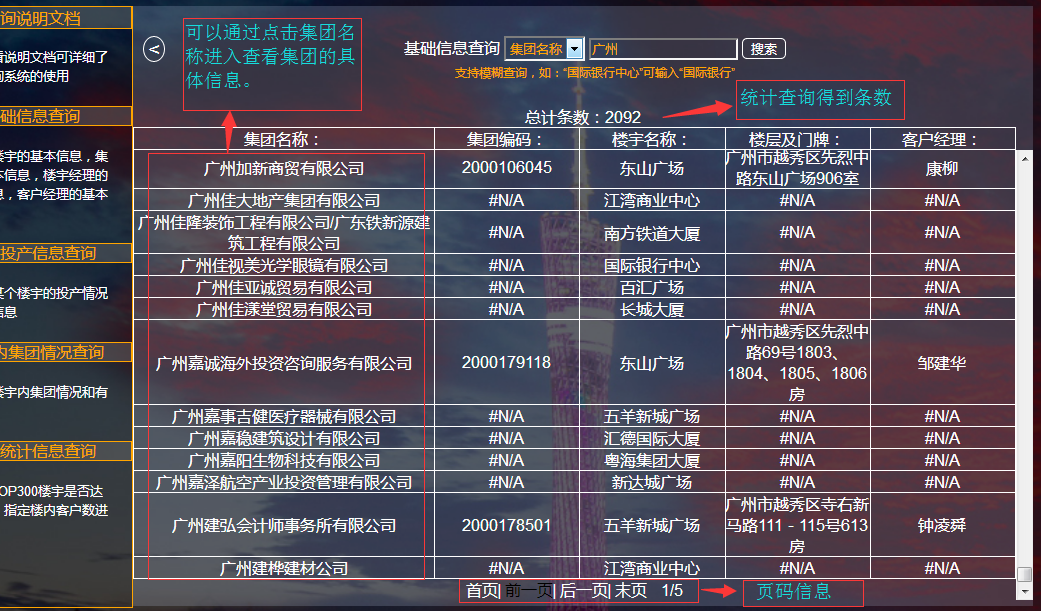 询说明文档
看说明文档可详细了
询系统的使用
础信息查询
楼宇的基本信息，集
本信息，楼宇经理的
息，客户经理的基本
投产信息查询
某个楼宇的投产情况
信息
内集团情况查询
楼宇内集团情况和有
统计信息查询
OP300楼宇是否达
，指定楼内客户数进
<
可以通过点击集团名
称进入查看集团的具
体信息。
基础信息查询 集团名称 广州 搜索
支持模糊查询，如：“国际银行中心”可输入“国际银行”
统计查询得到条数
总计条数：2092
集团名称： 集团编码： 楼宇名称： 楼层及门牌： 客户经理：
广州加新商贸有限公司 2000106045 东山广场 广州市越秀区先烈中 康柳
路东山广场906室
广州佳大地产集团有限公司 #N/A 江湾商业中心 #N/A #N/A
广州佳隆装饰工程有限公司/广东铁新源建 #N/A 南方铁道大厦 #N/A #N/A
筑工程有限公司
广州佳视美光学眼镜有限公司 #N/A 国际银行中心 #N/A #N/A
广州佳亚诚贸易有限公司 #N/A 百汇广场 #N/A #N/A
广州佳漾堂贸易有限公司 #N/A 长城大厦 #N/A #N/A
广州嘉诚海外投资咨询服务有限公司 2000179118 东山广场 广州市越秀区先烈中 邹建华
路69号1803、
1804、1805、1806
房
广州嘉事吉健医疗器械有限公司 #N/A 五羊新城广场 #N/A #N/A
广州嘉稳建筑设计有限公司 #N/A 汇德国际大厦 #N/A #N/A
广州嘉阳生物科技有限公司 #N/A 粤海集团大厦 #N/A #N/A
广州嘉泽航空产业投资管理有限公司 #N/A 新达城广场 #N/A #N/A
广州建弘会计师事务所有限公司 2000178501 五羊新城广场 广州市越秀区寺右新 钟凌舜
马路111－115号613
房
广州建桦建材公司 #N/A 江湾商业中心 #N/A #N/A
首页| 前一页| 后一页| 末页 1/5 页码信息